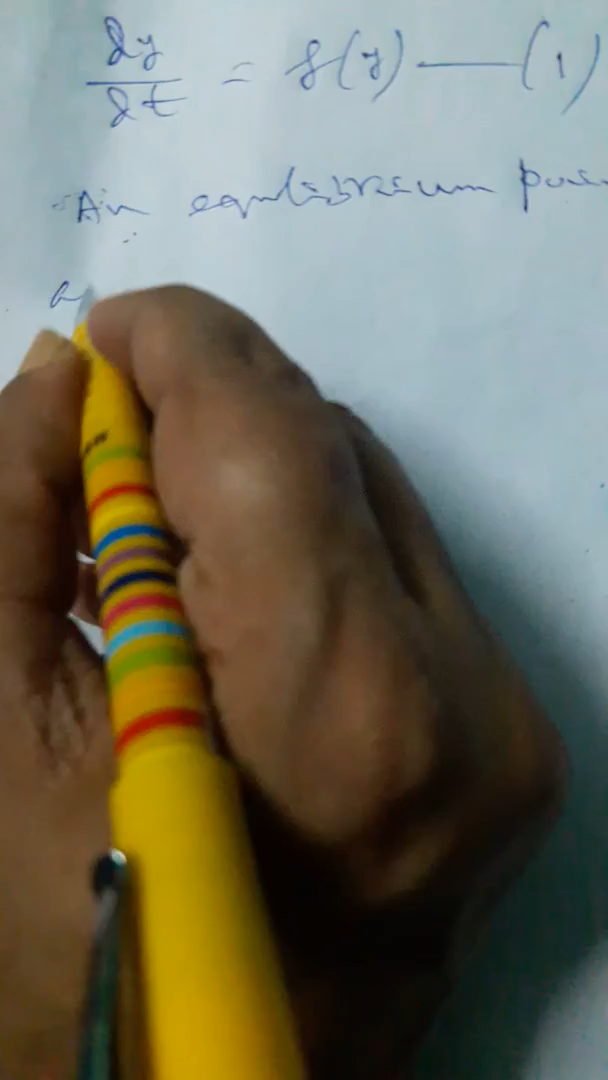 dy/dt = f(y) — (1)
An equilibrium
a